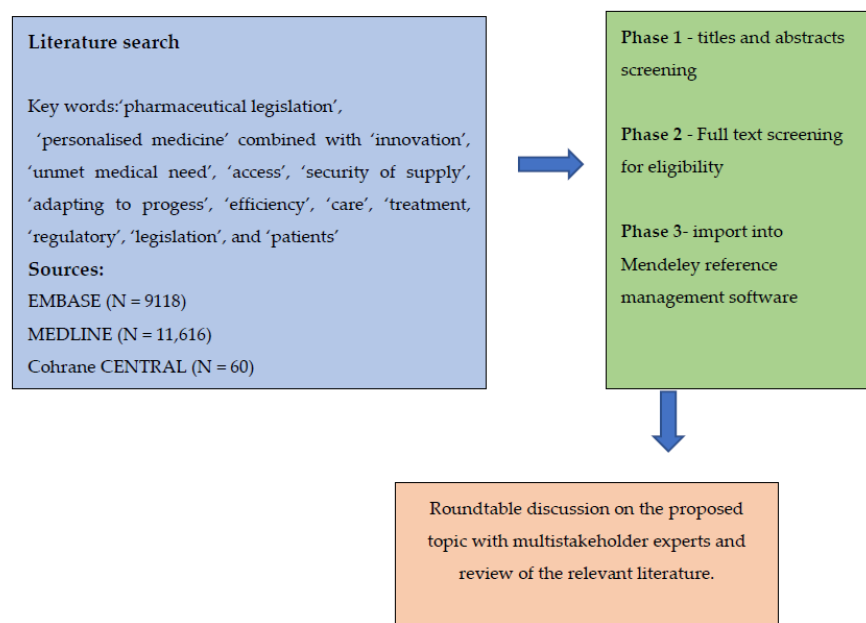 Literature search
Key words:‘pharmaceutical legislation’,
‘personalised medicine’ combined with ‘innovation’,
‘unmet medical need’, ‘access’, ‘security of supply’,
‘adapting to progess’, ‘efficiency’, ‘care’, ‘treatment,
‘regulatory’, ‘legislation’, and ‘patients’
Sources:
EMBASE (N = 9118)
MEDLINE (N = 11,616)
Cohrane CENTRAL (N = 60)
Phase 1 - titles and abstracts
screening
Phase 2 - Full text screening
for eligibility
Phase 3- import into
Mendeley reference
management software
Roundtable discussion on the proposed
topic with multistakeholder experts and
review of the relevant literature.